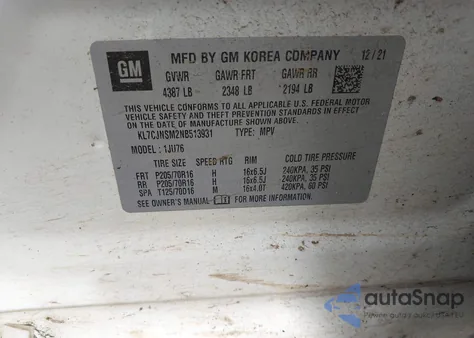 GM
MFD BY GM KOREA COMPANY 12/21
GVWR GAWR FRT GAWR RR
4387 LB 2348 LB 2194 LB
THIS VEHICLE CONFORMS TO ALL APPLICABLE U.S. FEDERAL MOTOR
VEHICLE SAFETY, BUMPER, AND THEFT PREVENTION STANDARDS IN EFFECT
ON THE DATE OF MANUFACTURE SHOWN ABOVE.
KL7CJNSM2NB513931 TYPE: MPV
MODEL: 1JU76
TIRE SIZE SPEED RTG RIM COLD TIRE PRESSURE
FRT P205/70R16 H 16x6.5J 240KPA, 35 PSI
RR P205/70R16 H 16x6.5J 240KPA, 35 PSI
SPA T125/70D16 M 16x4.0T 420KPA, 60 PSI
SEE OWNER'S MANUAL FOR MORE INFORMATION
autoSnap